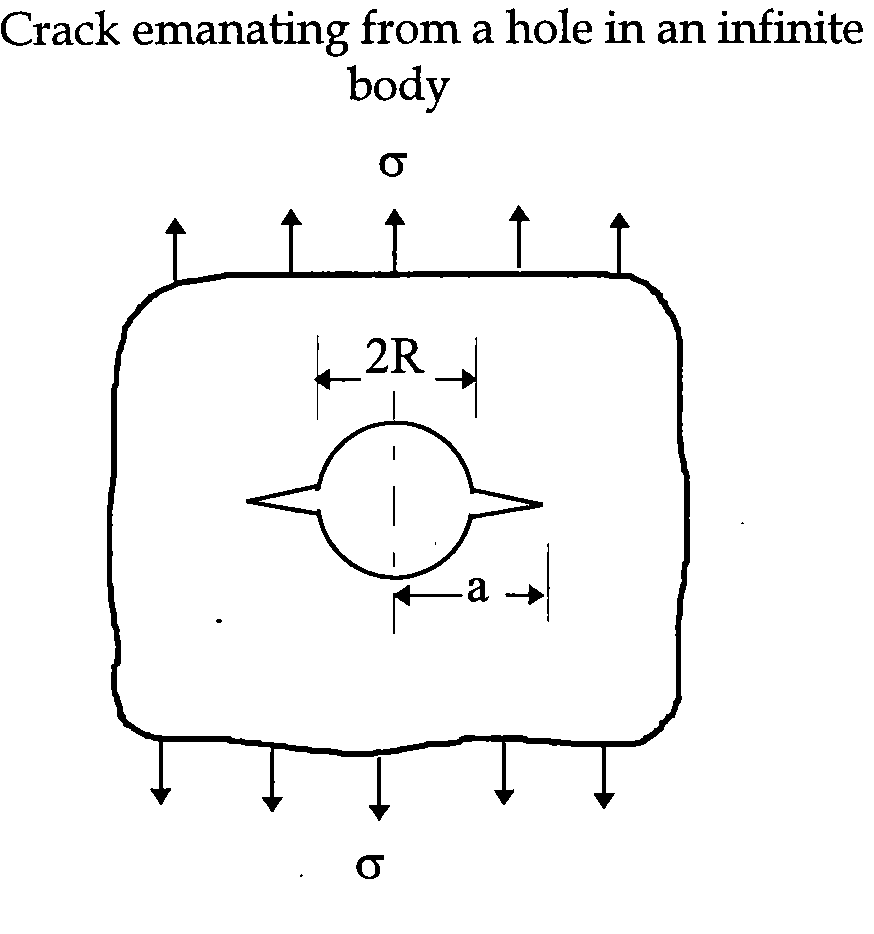 Crack emanating from a hole in an infinite
body
σ
2R
a
σ